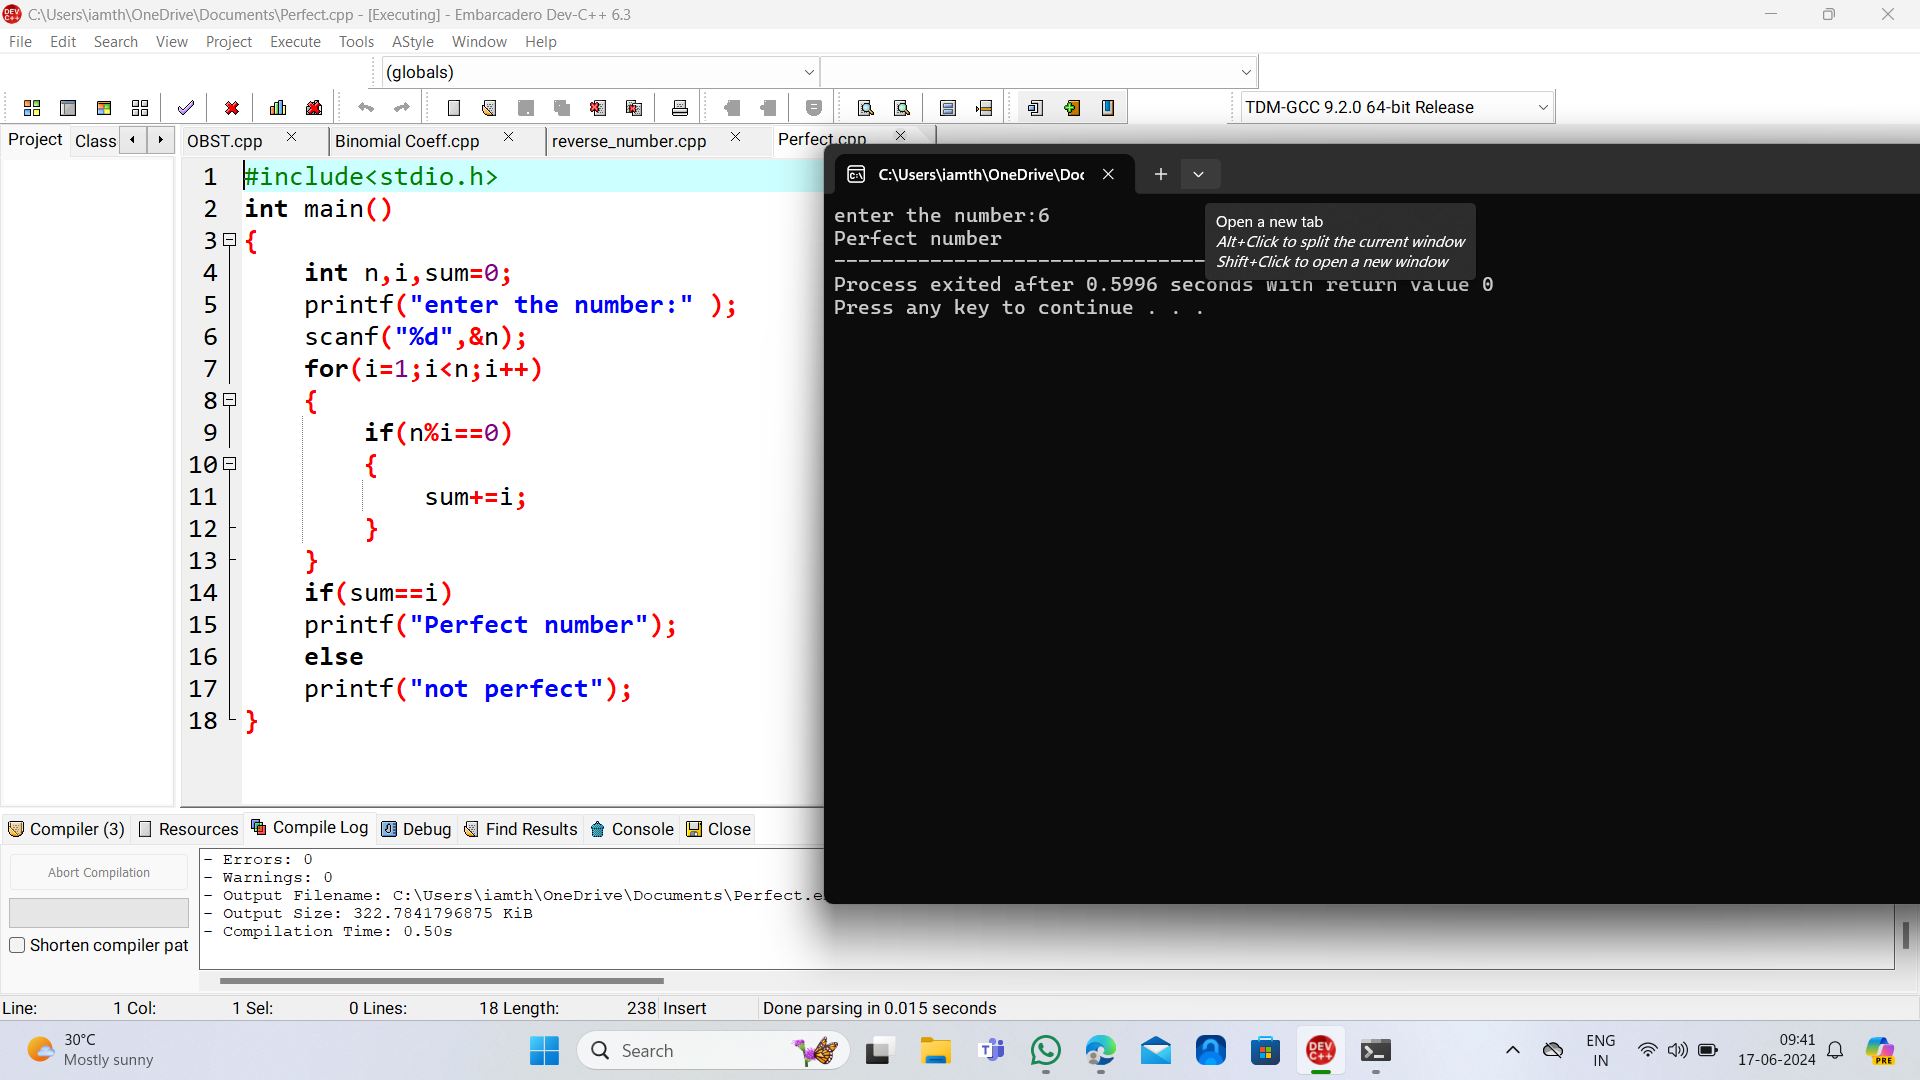 C:\Users\iamth\OneDrive\Documents\Perfect.cpp - [Executing] - Embarcadero Dev-C++ 6.3
File Edit Search View Project Execute Tools AStyle Window Help
(globals)
TDM-GCC 9.2.0 64-bit Release
Project Class OBST.cpp Binomial Coeff.cpp reverse_number.cpp Perfect.cpp
1 #include<stdio.h>
2 int main()
3 {
4 int n,i,sum=0;
5 printf("enter the number:" );
6 scanf("%d",&n);
7 for(i=1;i<n;i++)
8 {
9 if(n%i==0)
10 {
11 sum+=i;
12 }
13 }
14 if(sum==i)
15 printf("Perfect number");
16 else
17 printf("not perfect");
18 }
C:\Users\iamth\OneDrive\Doc
enter the number:6
Perfect number
--------------------------------
Process exited after 0.5996 seconds with return value 0
Press any key to continue . . .
Open a new tab
Alt+Click to split the current window
Shift+Click to open a new window
Compiler (3) Resources Compile Log Debug Find Results Console Close
Abort Compilation
Shorten compiler pat
- Errors: 0
- Warnings: 0
- Output Filename: C:\Users\iamth\OneDrive\Documents\Perfect.e
- Output Size: 322.7841796875 KiB
- Compilation Time: 0.50s
Line: 1 Col: 1 Sel: 0 Lines: 18 Length: 238 Insert Done parsing in 0.015 seconds
30°C
Mostly sunny
Search
DEV C++
ENG
IN
09:41
17-06-2024
PRE